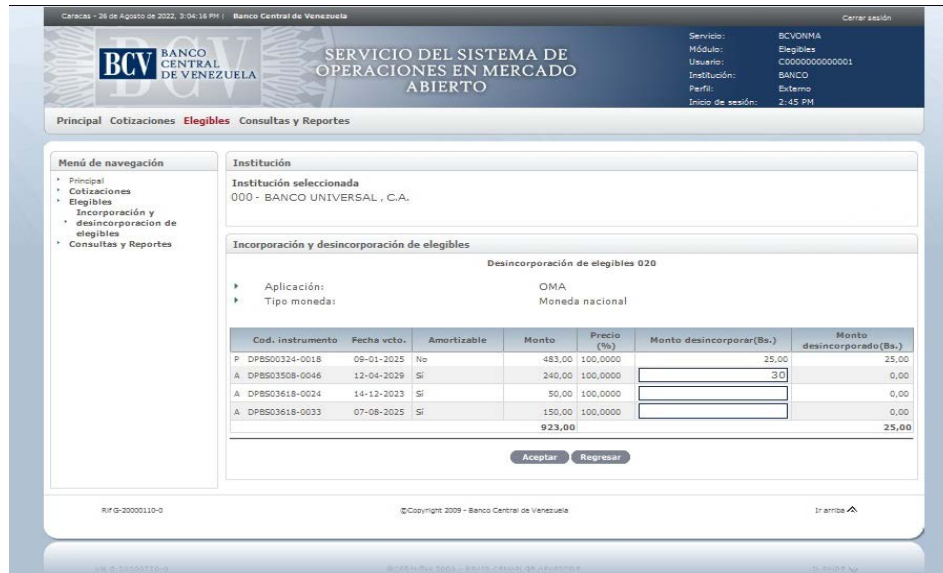 Caracas - 26 de Agosto de 2022, 3:04:16 PM | Banco Central de Venezuela
Cerrar sesión
BCV BANCO CENTRAL DE VENEZUELA
SERVICIO DEL SISTEMA DE
OPERACIONES EN MERCADO
ABIERTO
Servicio: BCVONMA
Módulo: Elegibles
Usuario: C0000000000001
Institución: BANCO
Perfil: Externo
Inicio de sesión: 2:45 PM
Principal Cotizaciones Elegibles Consultas y Reportes
Menú de navegación
Principal
Cotizaciones
Elegibles
Incorporación y
desincorporacion de
elegibles
Consultas y Reportes
Institución
Institución seleccionada
000 - BANCO UNIVERSAL , C.A.
Incorporación y desincorporación de elegibles
Desincorporación de elegibles 020
Aplicación: OMA
Tipo moneda: Moneda nacional
Cod. instrumento Fecha vcto. Amortizable Monto Precio (%) Monto desincorporar(Bs.) Monto desincorporado(Bs.)
P DPBS00324-0018 09-01-2025 No 483,00 100,0000 25,00 25,00
A DPBS03508-0046 12-04-2029 Sí 240,00 100,0000 30 0,00
A DPBS03618-0024 14-12-2023 Sí 50,00 100,0000 0,00
A DPBS03618-0033 07-08-2025 Sí 150,00 100,0000 0,00
923,00 25,00
Aceptar Regresar
Rif G-20000110-0
©Copyright 2009 - Banco Central de Venezuela
Ir arriba